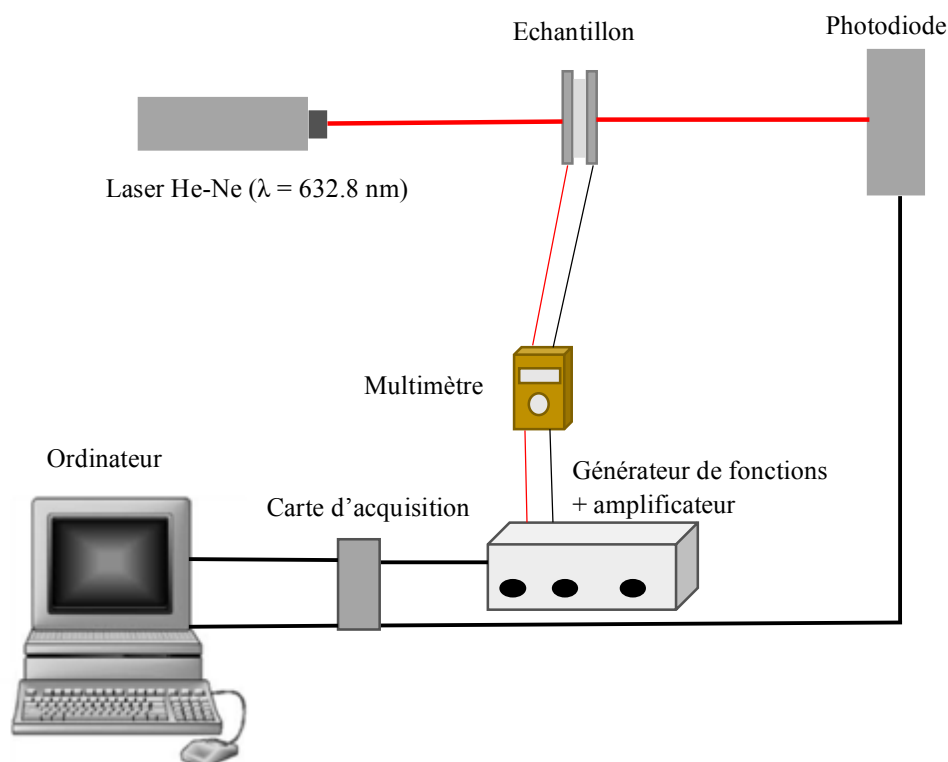 Echantillon
Photodiode
Laser He-Ne (λ = 632.8 nm)
Multimètre
Ordinateur
Carte d’acquisition
Générateur de fonctions
+ amplificateur